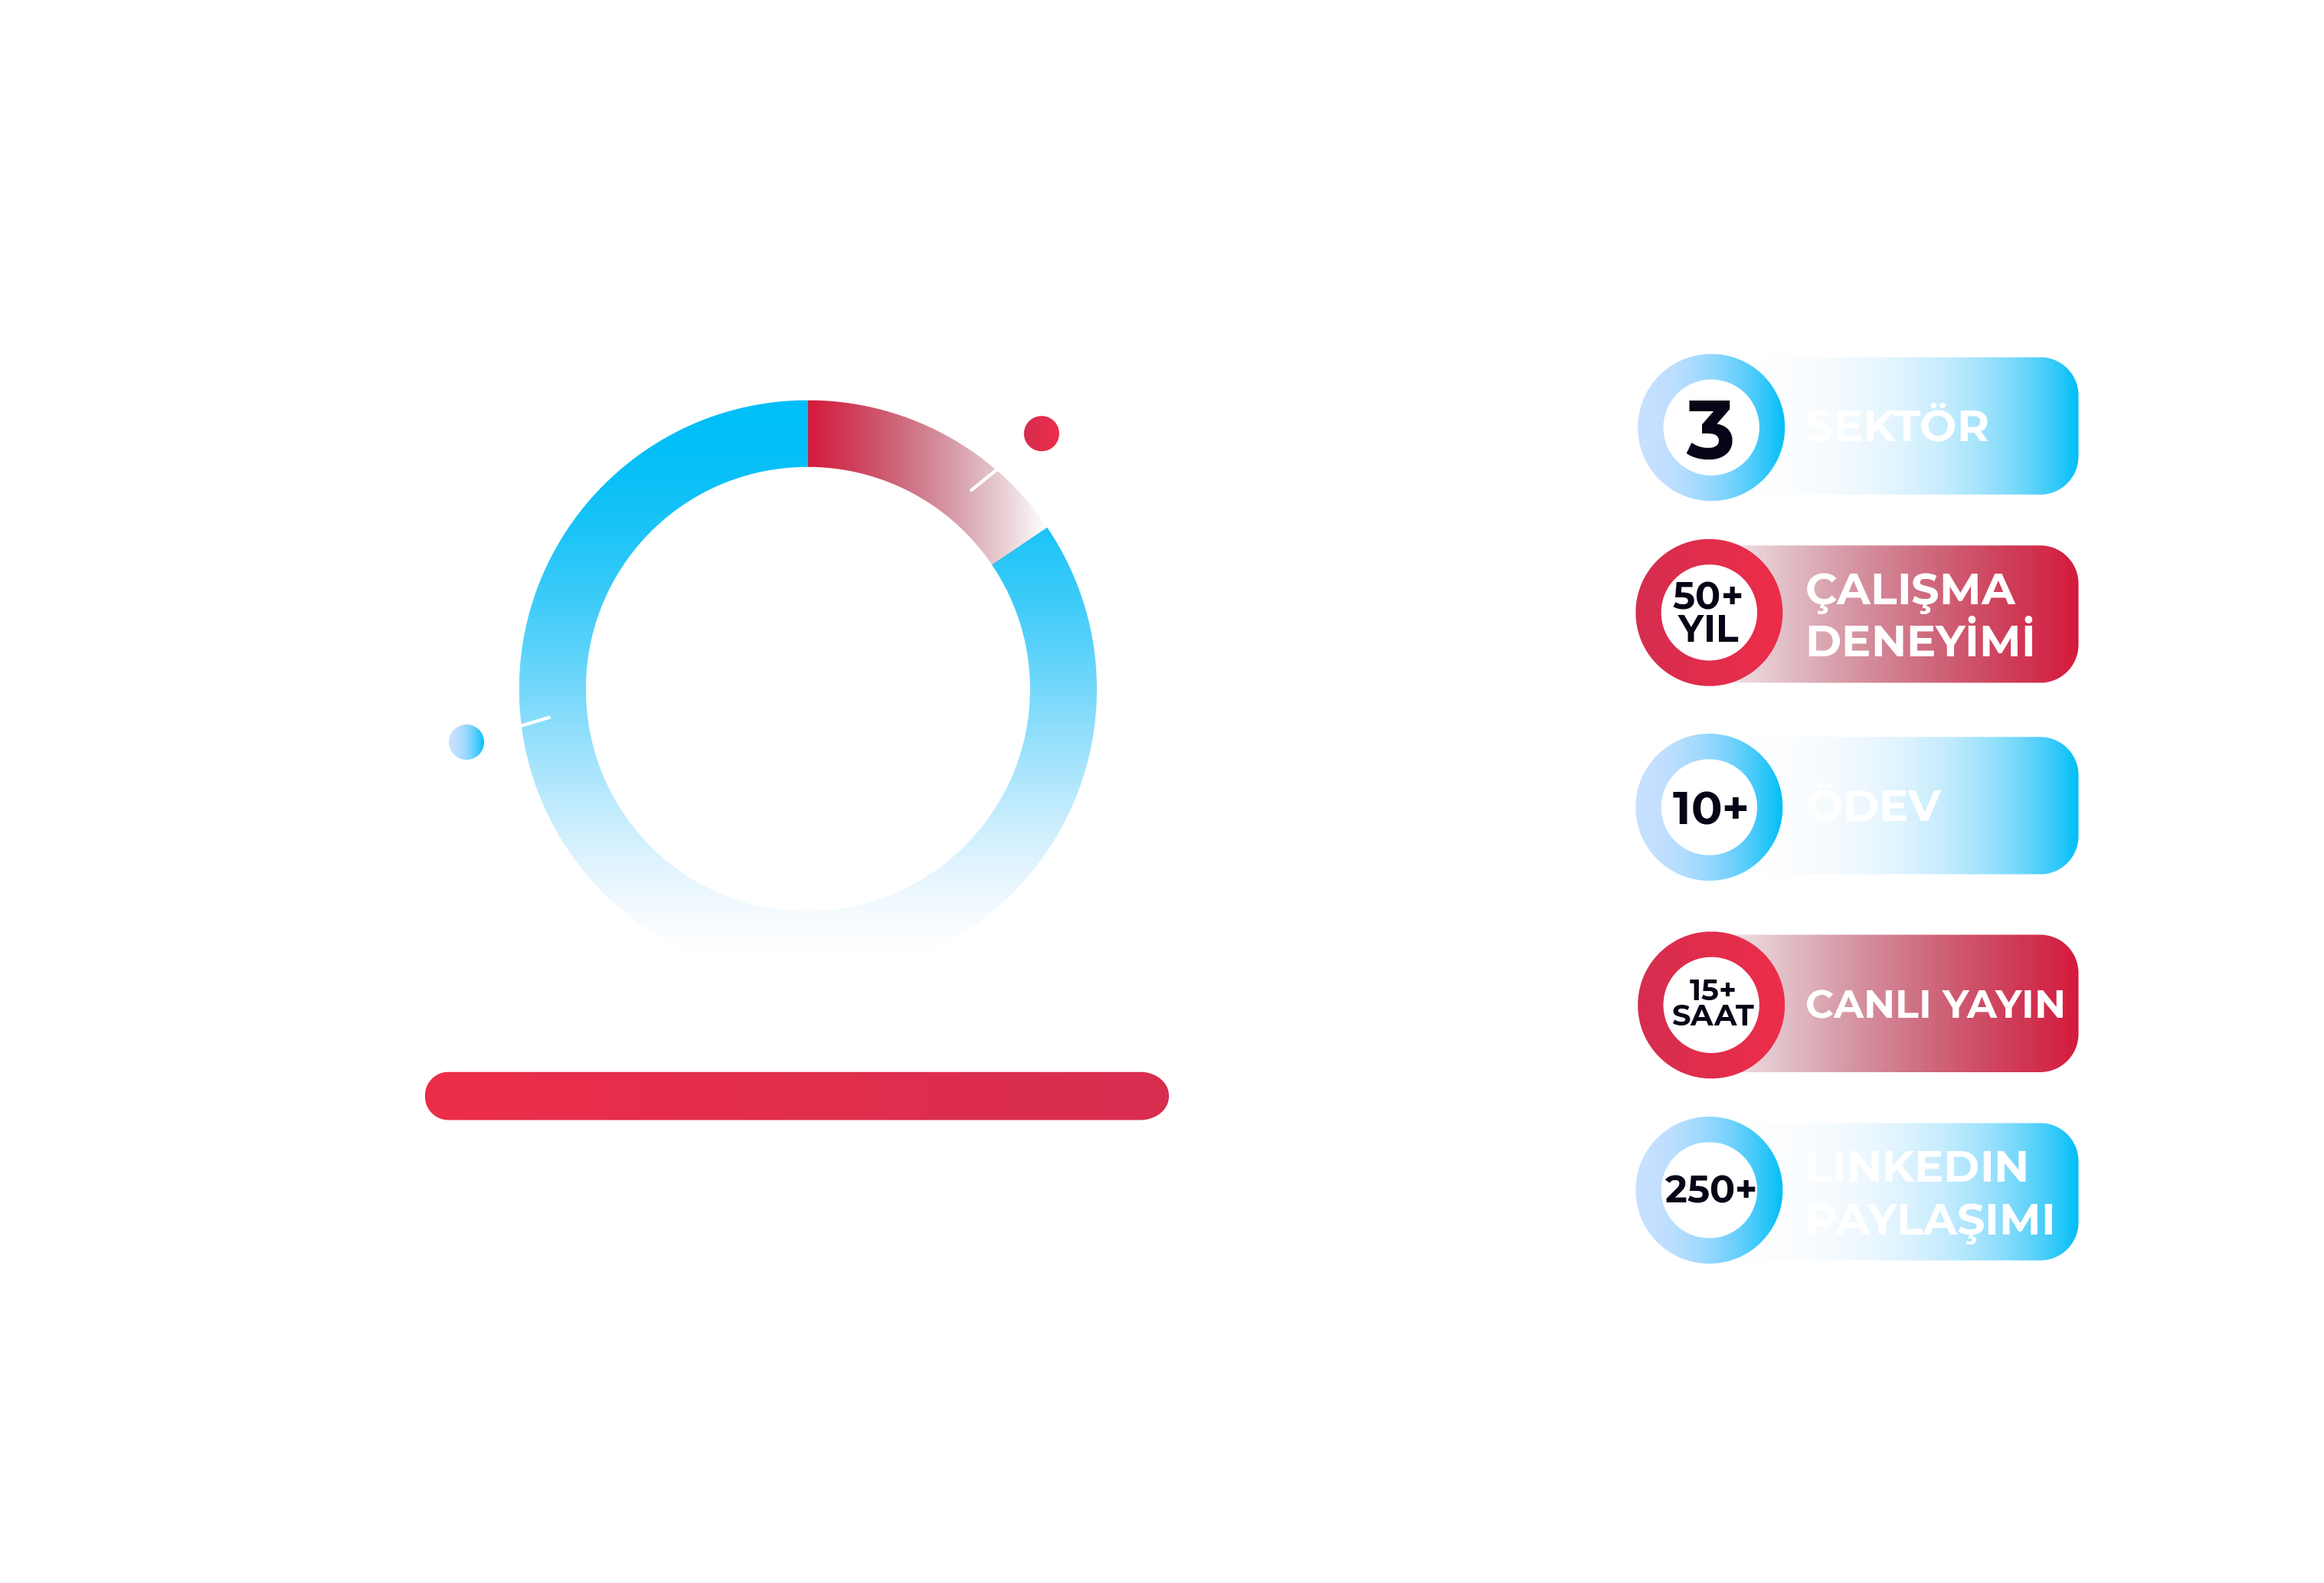 3
SEKTÖR
50+
YIL
ÇALIŞMA
DENEYİMİ
10+
ÖDEV
15+
SAAT
CANLI YAYIN
250+
LINKEDIN
PAYLAŞIMI